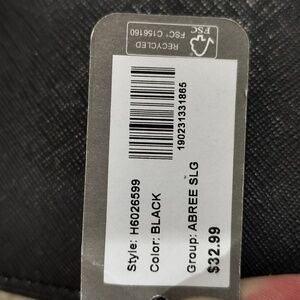 FSC
RECYCLED
FSC® C156160
190231331865
Style: H6026599
Color: BLACK
Group: ABREE SLG
$32.99